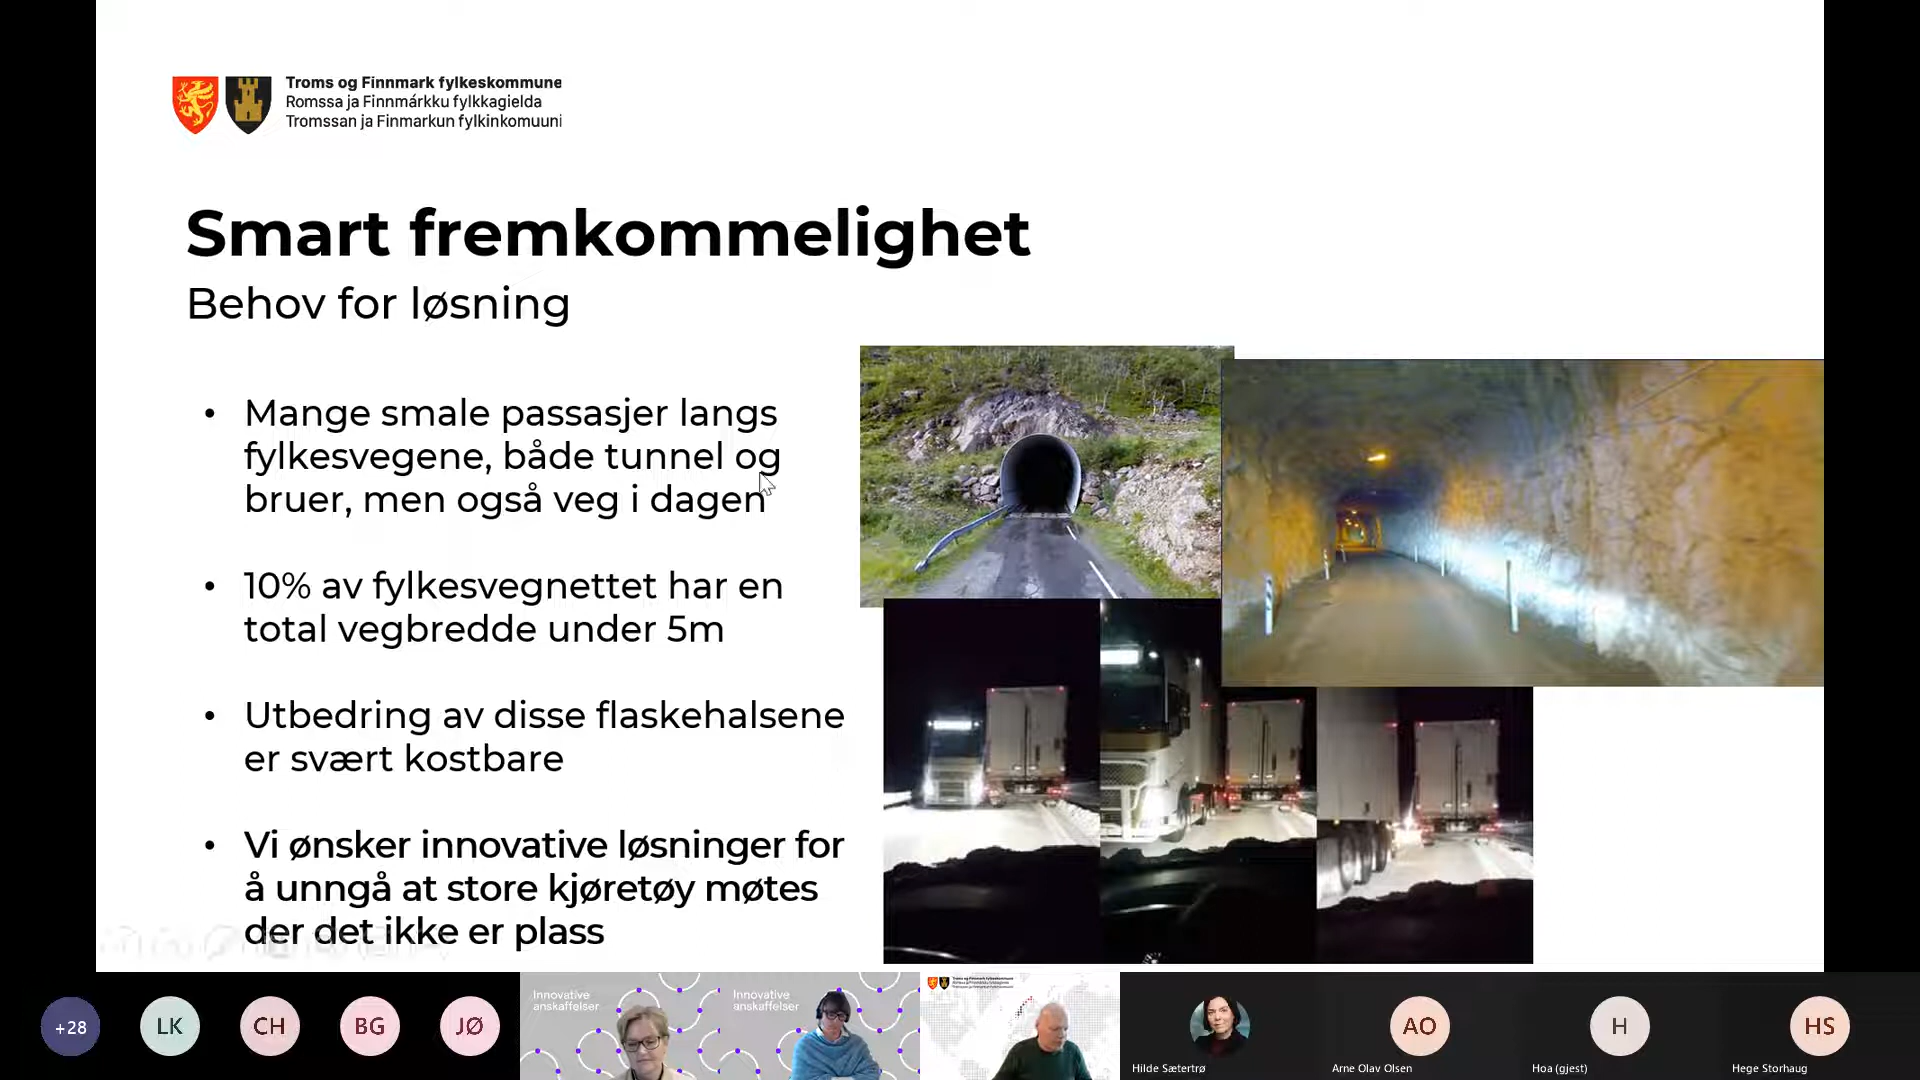 Troms og Finnmark fylkeskommune
Romssa ja Finnmárkku fylkkagielda
Tromssan ja Finmarkun fylkinkomuuni
Smart fremkommelighet
Behov for løsning
• Mange smale passasjer langs
fylkesvegene, både tunnel og
bruer, men også veg i dagen
• 10% av fylkesvegnettet har en
total vegbredde under 5m
• Utbedring av disse flaskehalsene
er svært kostbare
• Vi ønsker innovative løsninger for
å unngå at store kjøretøy møtes
der det ikke er plass
+28
LK
CH
BG
JØ
Innovative
anskaffelser
Innovative
anskaffelser
Hilde Sætertrø
AO
Arne Olav Olsen
H
Hoa (gjest)
HS
Hege Storhaug